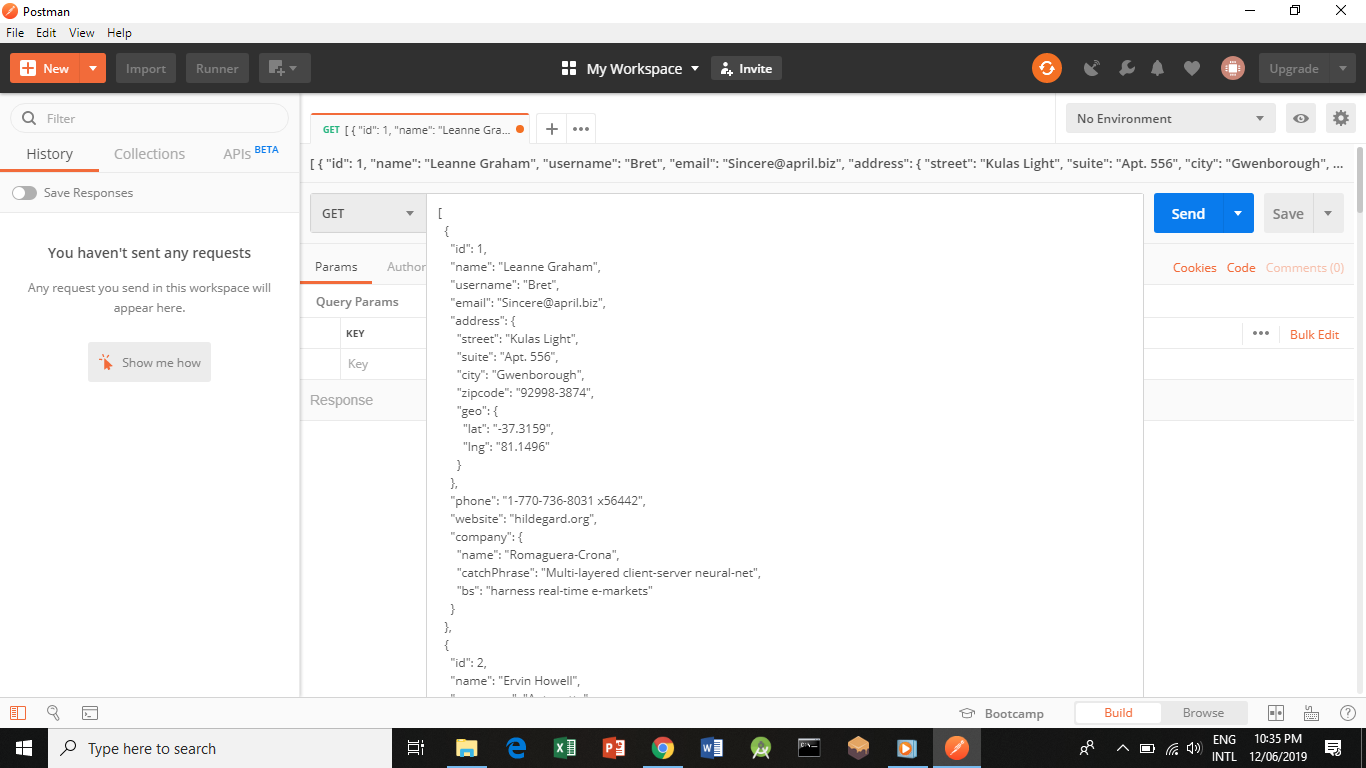 Postman
File Edit View Help
New Import Runner My Workspace Invite Upgrade
Filter
History Collections APIs BETA
Save Responses
You haven't sent any requests
Any request you send in this workspace will
appear here.
Show me how
GET [ { "id": 1, "name": "Leanne Gra...
No Environment
[ { "id": 1, "name": "Leanne Graham", "username": "Bret", "email": "Sincere@april.biz", "address": { "street": "Kulas Light", "suite": "Apt. 556", "city": "Gwenborough", ...
GET
Send Save
Params Author
Cookies Code Comments (0)
Query Params
KEY
Bulk Edit
Key
Response
[
{
"id": 1,
"name": "Leanne Graham",
"username": "Bret",
"email": "Sincere@april.biz",
"address": {
"street": "Kulas Light",
"suite": "Apt. 556",
"city": "Gwenborough",
"zipcode": "92998-3874",
"geo": {
"lat": "-37.3159",
"lng": "81.1496"
}
},
"phone": "1-770-736-8031 x56442",
"website": "hildegard.org",
"company": {
"name": "Romaguera-Crona",
"catchPhrase": "Multi-layered client-server neural-net",
"bs": "harness real-time e-markets"
}
},
{
"id": 2,
"name": "Ervin Howell",
Bootcamp Build Browse
Type here to search
ENG
INTL
10:35 PM
12/06/2019